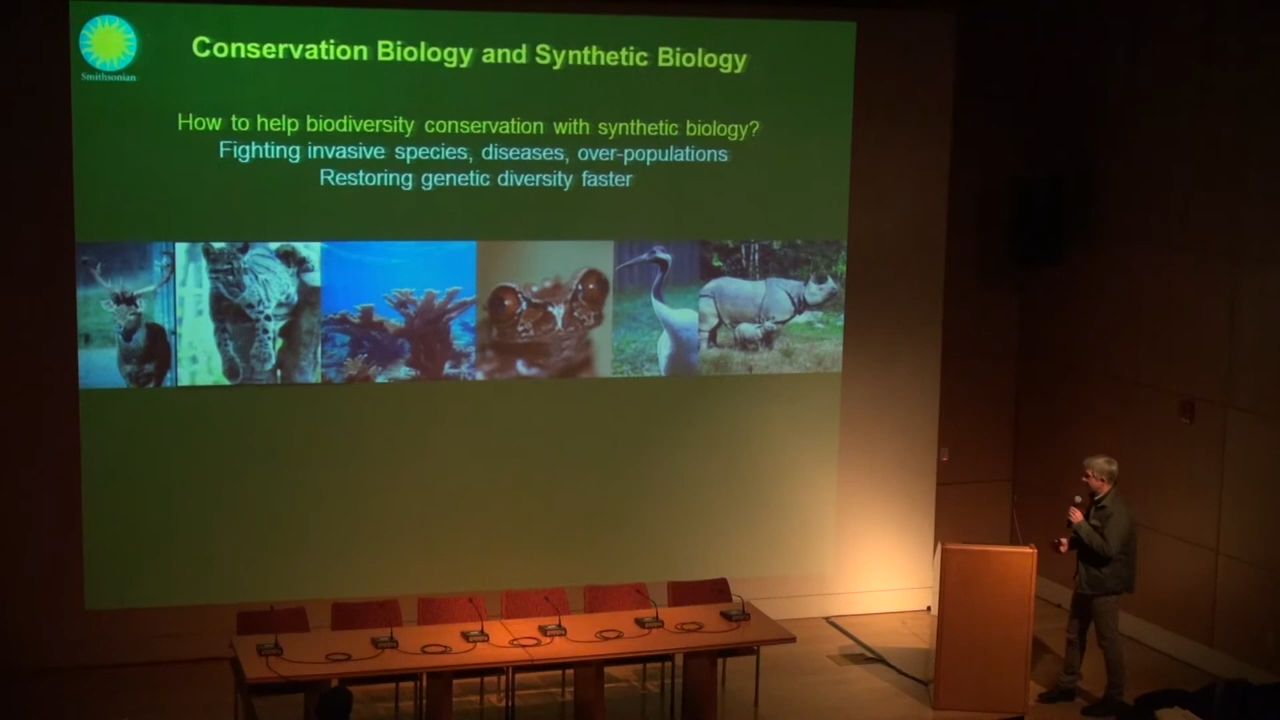 Smithsonian
Conservation Biology and Synthetic Biology
How to help biodiversity conservation with synthetic biology?
Fighting invasive species, diseases, over-populations
Restoring genetic diversity faster